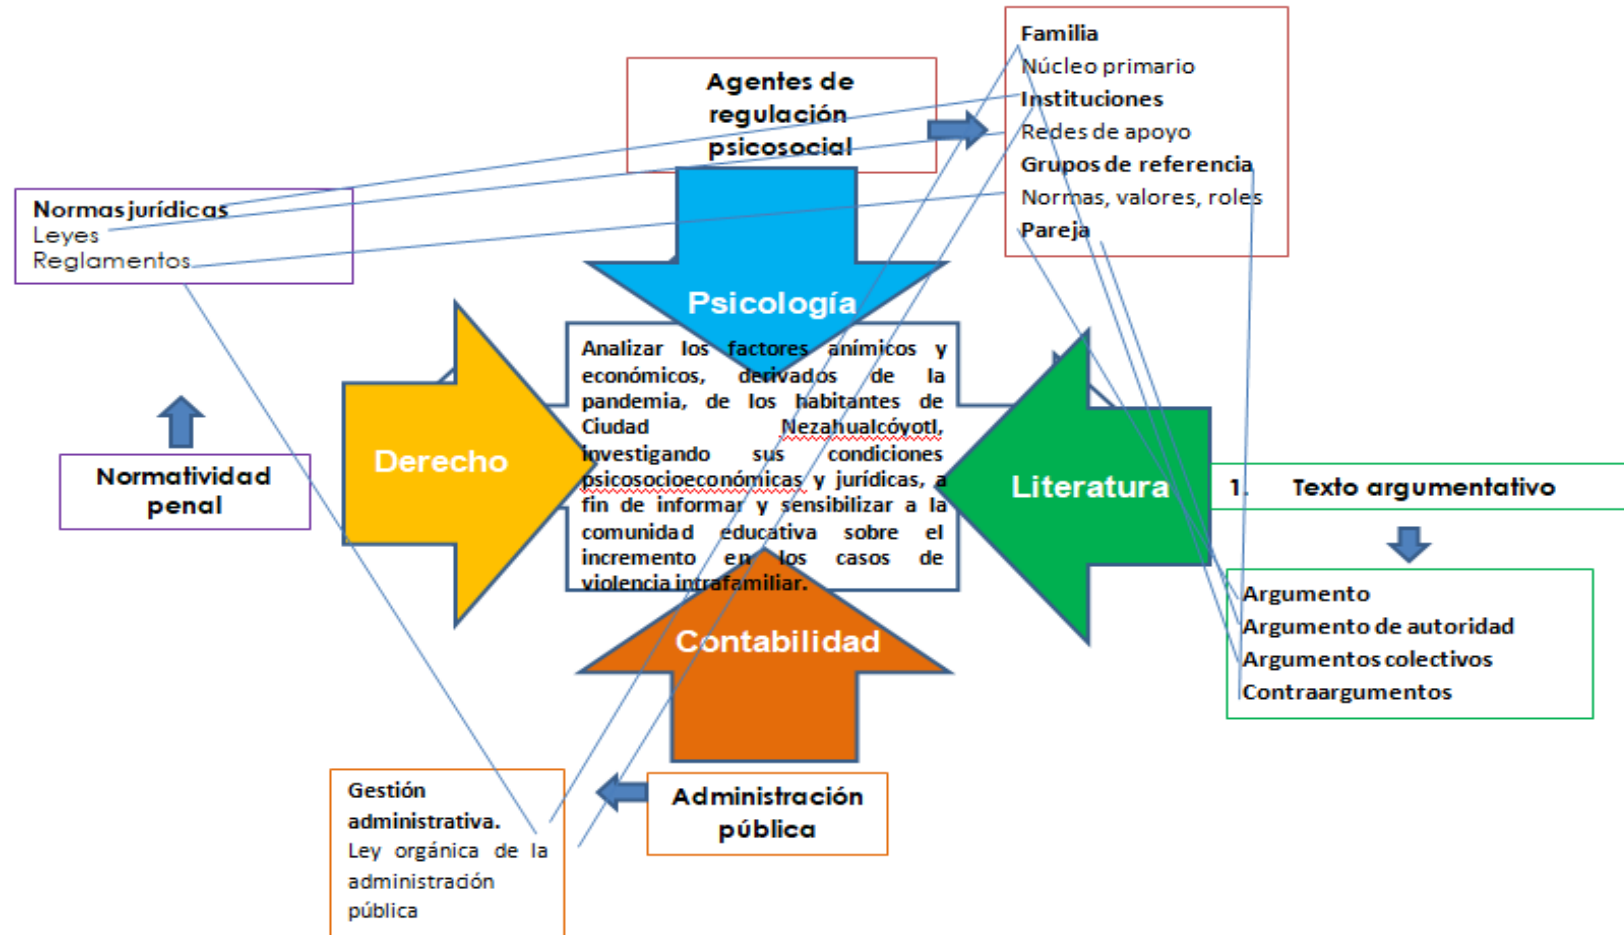 Familia
Núcleo primario
Instituciones
Redes de apoyo
Grupos de referencia
Normas, valores, roles
Pareja
Agentes de
regulación
psicosocial
Normas jurídicas
Leyes
Reglamentos
Psicología
Analizar los factores anímicos y
económicos, derivados de la
pandemia, de los habitantes de
Ciudad Nezahualcóyotl,
investigando sus condiciones
psicosocioeconómicas y jurídicas, a
fin de informar y sensibilizar a la
comunidad educativa sobre el
incremento en los casos de
violencia intrafamiliar.
Derecho
Normatividad
penal
Literatura
1. Texto argumentativo
Argumento
Argumento de autoridad
Argumentos colectivos
Contraargumentos
Contabilidad
Administración
pública
Gestión
administrativa.
Ley orgánica de la
administración
pública